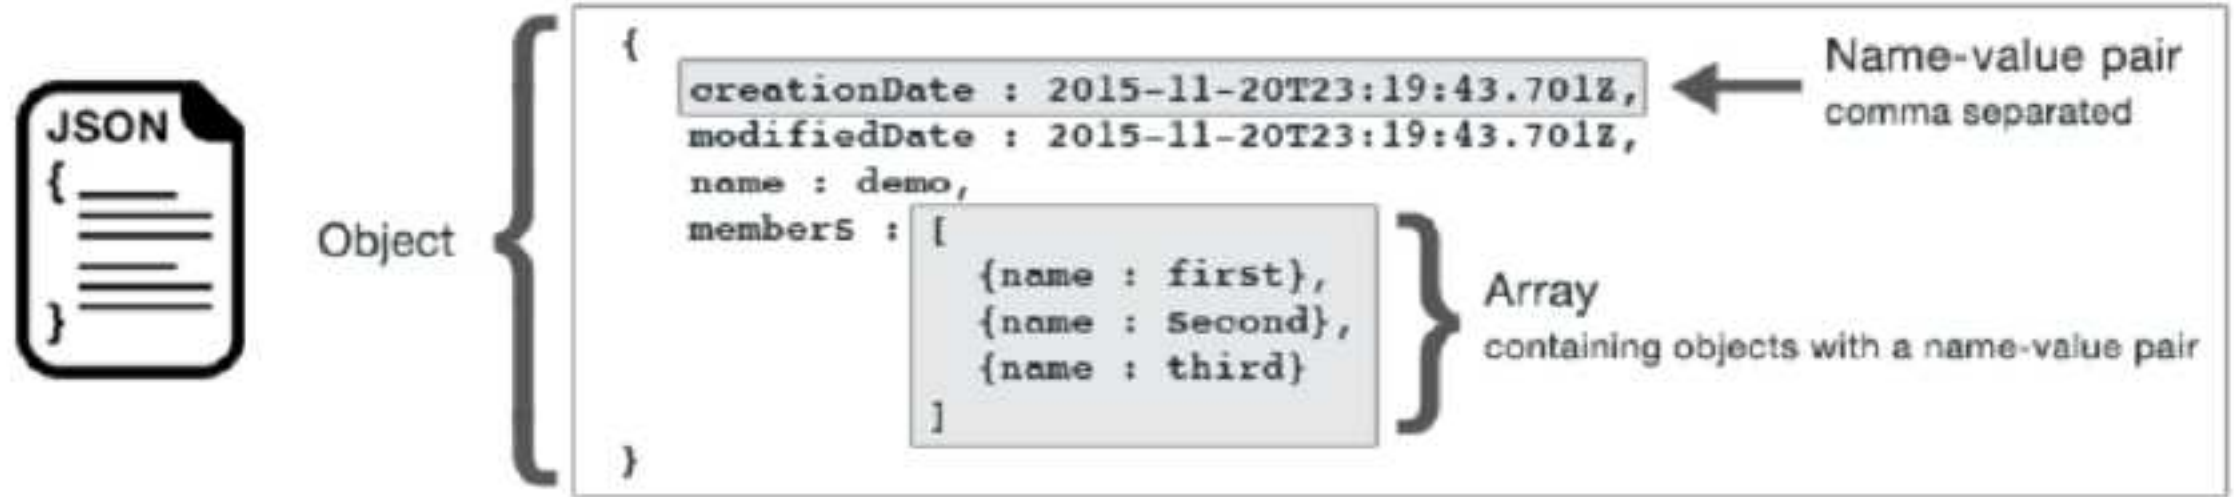 JSON
{
}
Object
{
creationDate : 2015-11-20T23:19:43.701Z,
modifiedDate : 2015-11-20T23:19:43.701Z,
name : demo,
members : [
{name : first},
{name : second},
{name : third}
]
}
Name-value pair
comma separated
Array
containing objects with a name-value pair